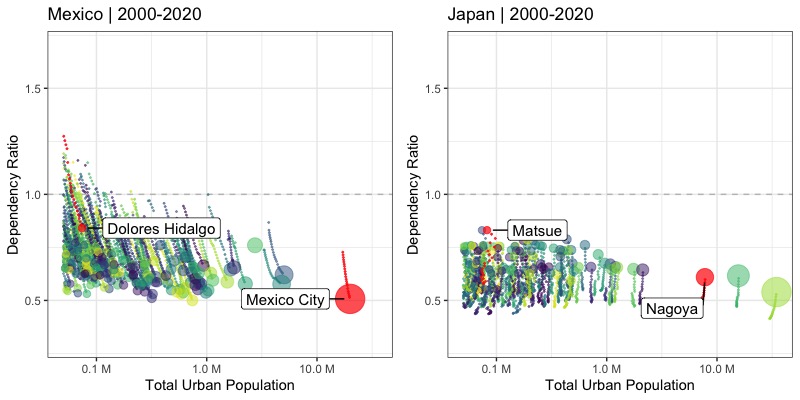 Mexico | 2000-2020
Dependency Ratio
1.5
1.0
0.5
Dolores Hidalgo
Mexico City
0.1 M
1.0 M
10.0 M
Total Urban Population
Japan | 2000-2020
Dependency Ratio
1.5
1.0
0.5
Matsue
Nagoya
0.1 M
1.0 M
10.0 M
Total Urban Population